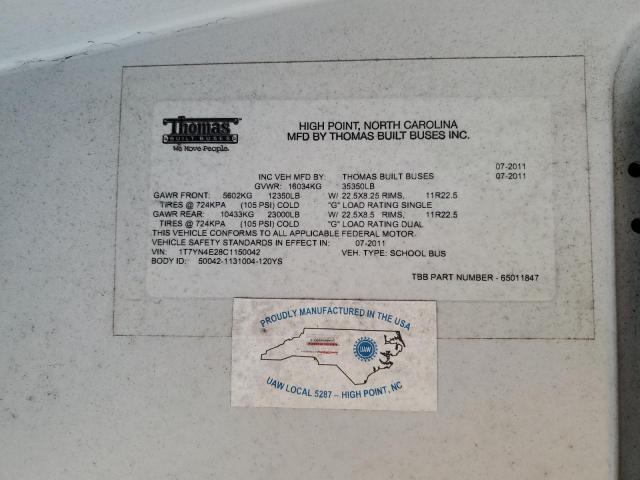 Thomas
BUILT BUSES
We Move People.
HIGH POINT, NORTH CAROLINA
MFD BY THOMAS BUILT BUSES INC.
07-2011
INC VEH MFD BY: THOMAS BUILT BUSES 07-2011
GVWR: 16034KG 35350LB
GAWR FRONT: 5602KG 12350LB W/ 22.5X8.25 RIMS, 11R22.5
TIRES @ 724KPA (105 PSI) COLD "G" LOAD RATING SINGLE
GAWR REAR: 10433KG 23000LB W/ 22.5X8.5 RIMS, 11R22.5
TIRES @ 724KPA (105 PSI) COLD "G" LOAD RATING DUAL
THIS VEHICLE CONFORMS TO ALL APPLICABLE FEDERAL MOTOR
VEHICLE SAFETY STANDARDS IN EFFECT IN: 07-2011
VIN: 1T7YN4E28C1150042 VEH. TYPE: SCHOOL BUS
BODY ID: 50042-1131004-120YS
TBB PART NUMBER - 65011847
PROUDLY MANUFACTURED IN THE USA
UAW
UAW LOCAL 5287 – HIGH POINT, NC